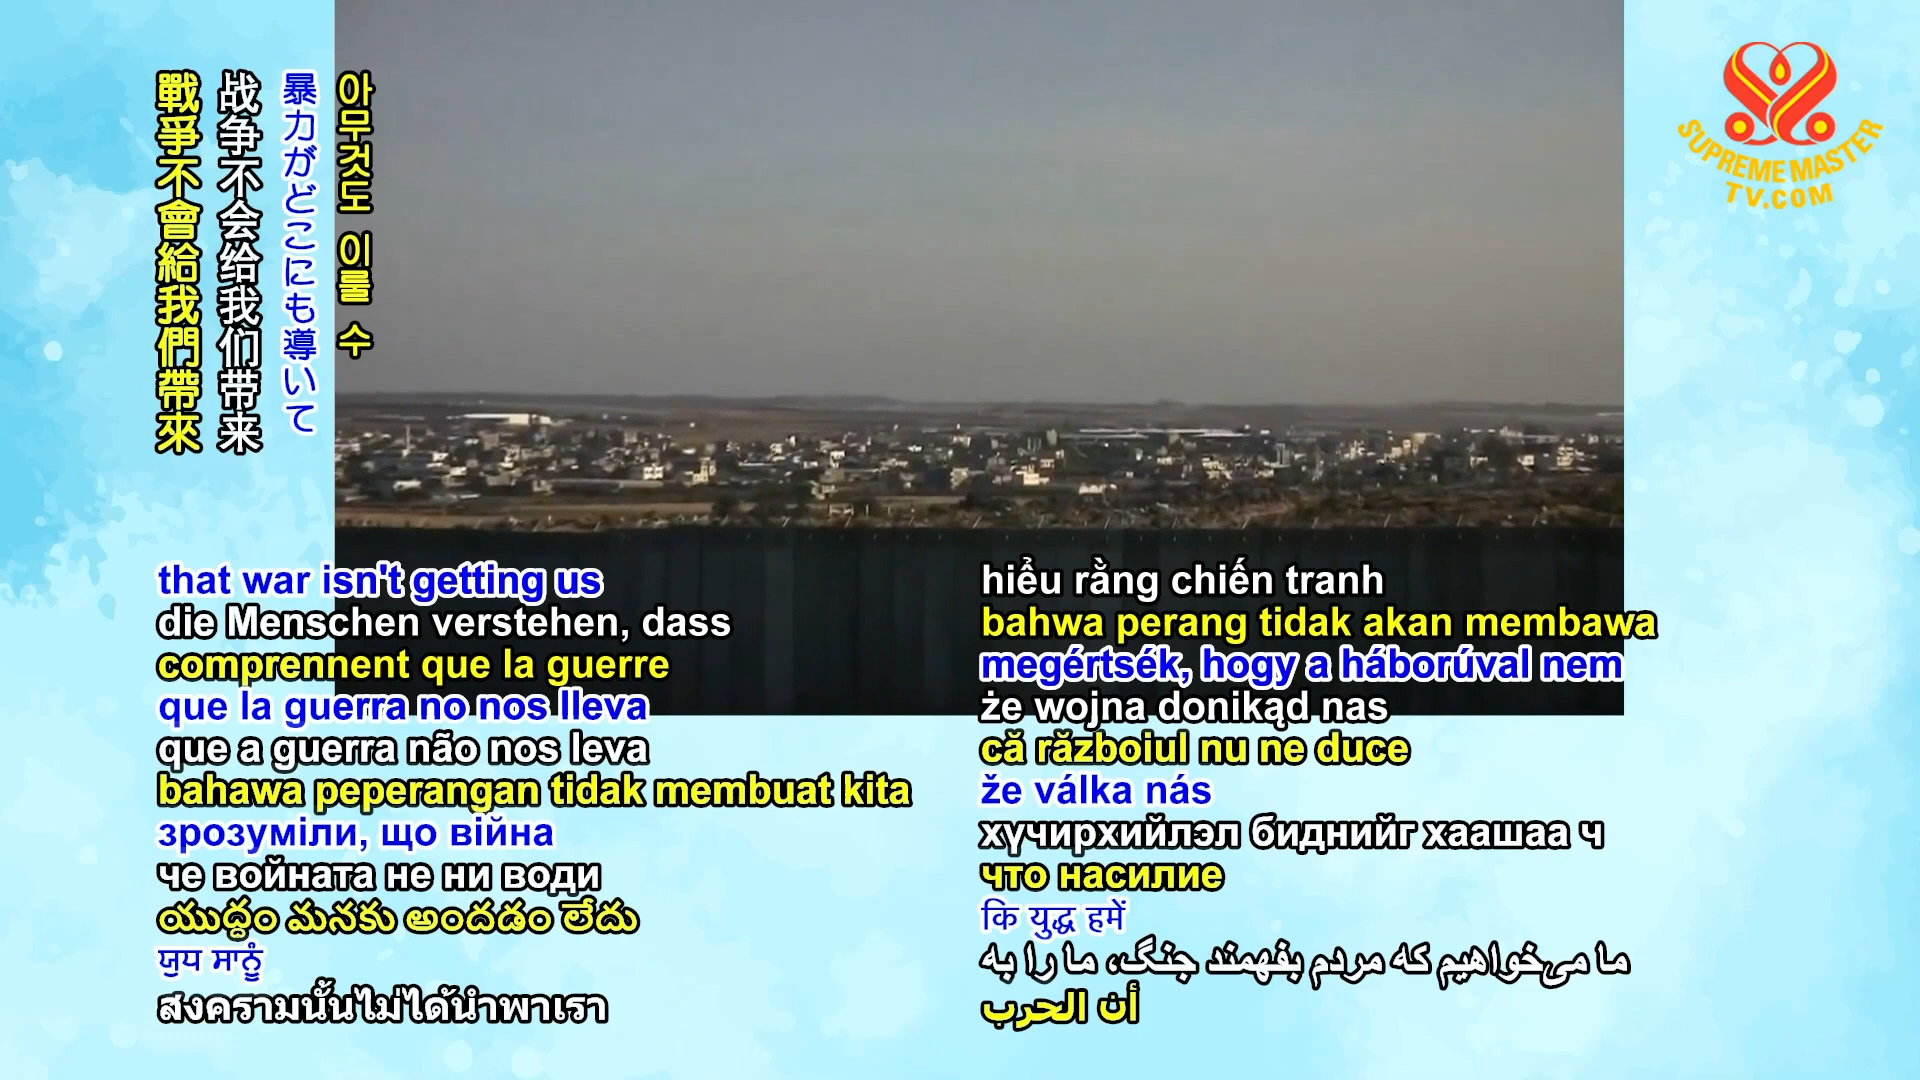 戰爭不會給我們帶來
战争不会给我们带来
暴力がどこにも導いて
아무것도 이룰 수
SUPREME MASTER
TV.COM
that war isn't getting us
die Menschen verstehen, dass
comprennent que la guerre
que la guerra no nos lleva
que a guerra não nos leva
bahawa peperangan tidak membuat kita
зрозуміли, що війна
че войната не ни води
యుద్ధం మనకు అందడం లేదు
ਯੁਧ ਸਾਨੂੰ
สงครามนั้นไม่ได้นำพาเรา
hiểu rằng chiến tranh
bahwa perang tidak akan membawa
megértsék, hogy a háborúval nem
że wojna donikąd nas
că războiul nu ne duce
že válka nás
хүчирхийлэл биднийг хаашаа ч
что насилие
कि युद्ध हमें
ما می‌خواهیم که مردم بفهمند جنگ، ما را به
أن الحرب